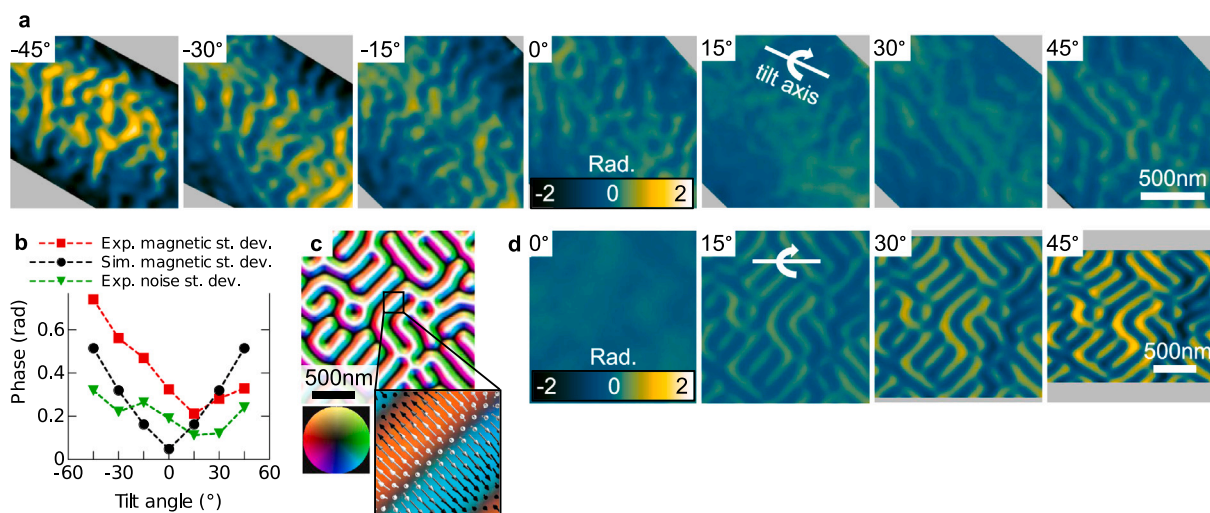 a
-45° -30° -15° 0° 15° 30° 45°
tilt axis
Rad.
-2 0 2
500nm
b
Exp. magnetic st. dev.
Sim. magnetic st. dev.
Exp. noise st. dev.
Phase (rad)
0.6
0.4
0.2
0
-60 -30 0 30 60
Tilt angle (°)
c
500nm
d
0° 15° 30° 45°
Rad.
-2 0 2
500nm